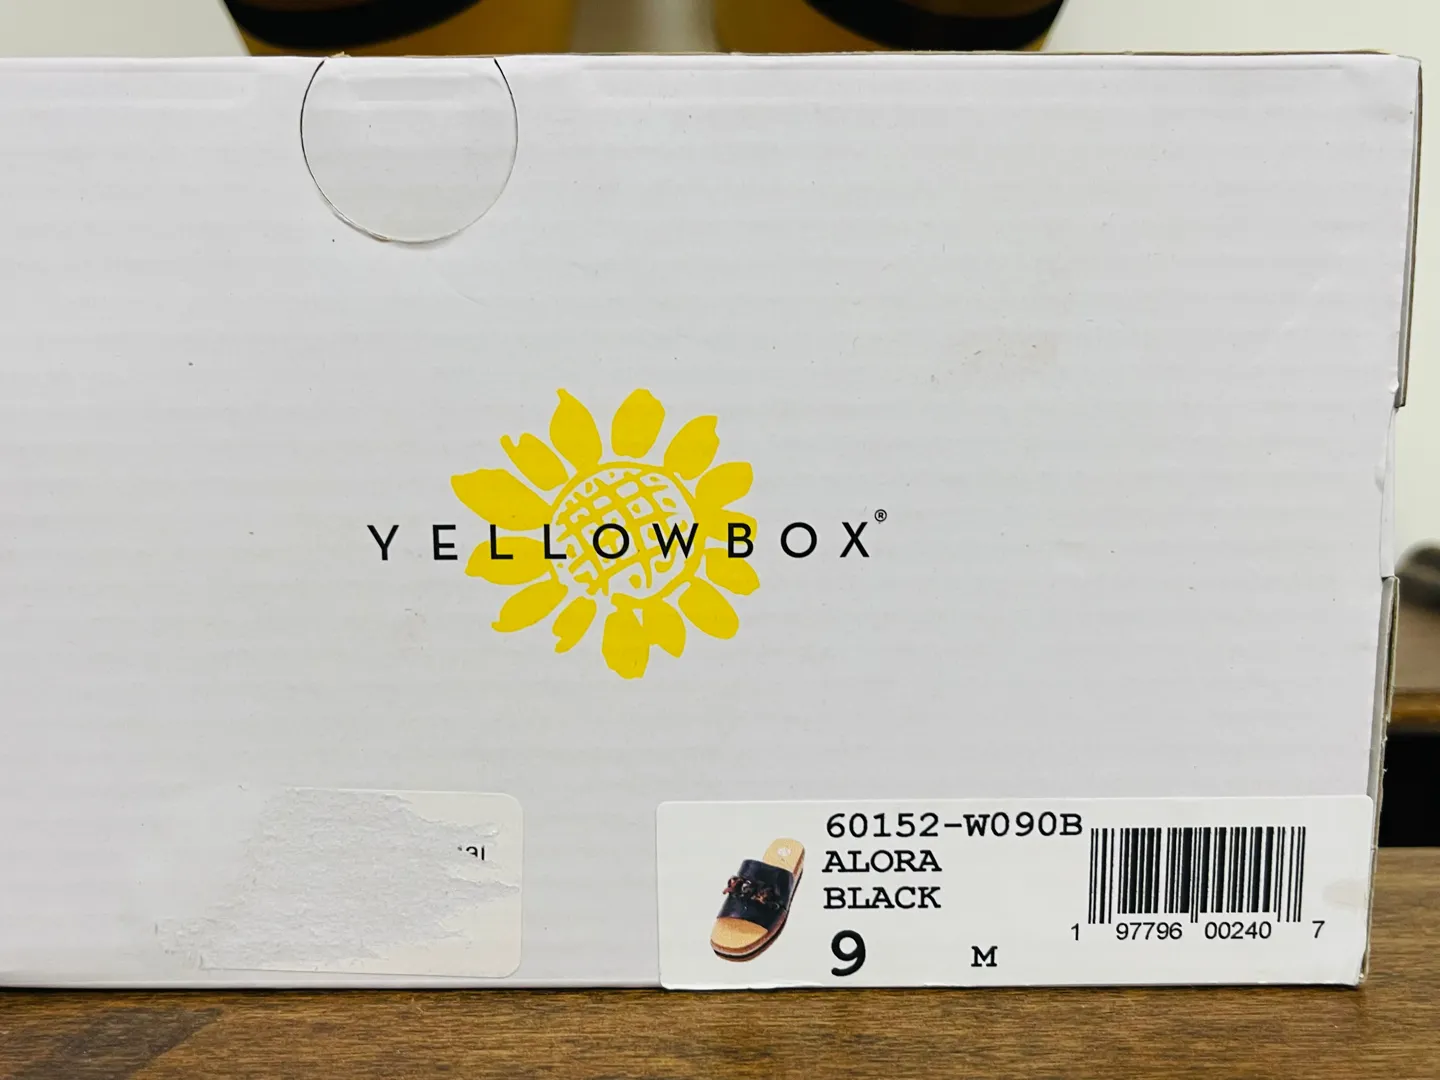 YELLOWBOX®
60152-W090B
ALORA
BLACK
9 M
1 97796 00240 7